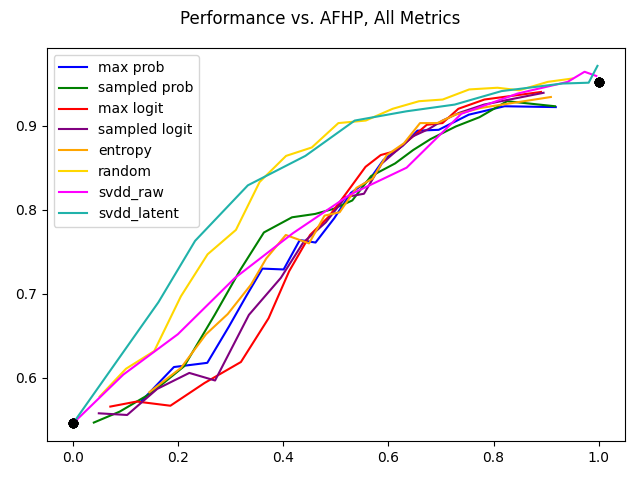 Performance vs. AFHP, All Metrics
max prob
sampled prob
max logit
sampled logit
entropy
random
svdd_raw
svdd_latent
0.9
0.8
0.7
0.6
0.0 0.2 0.4 0.6 0.8 1.0